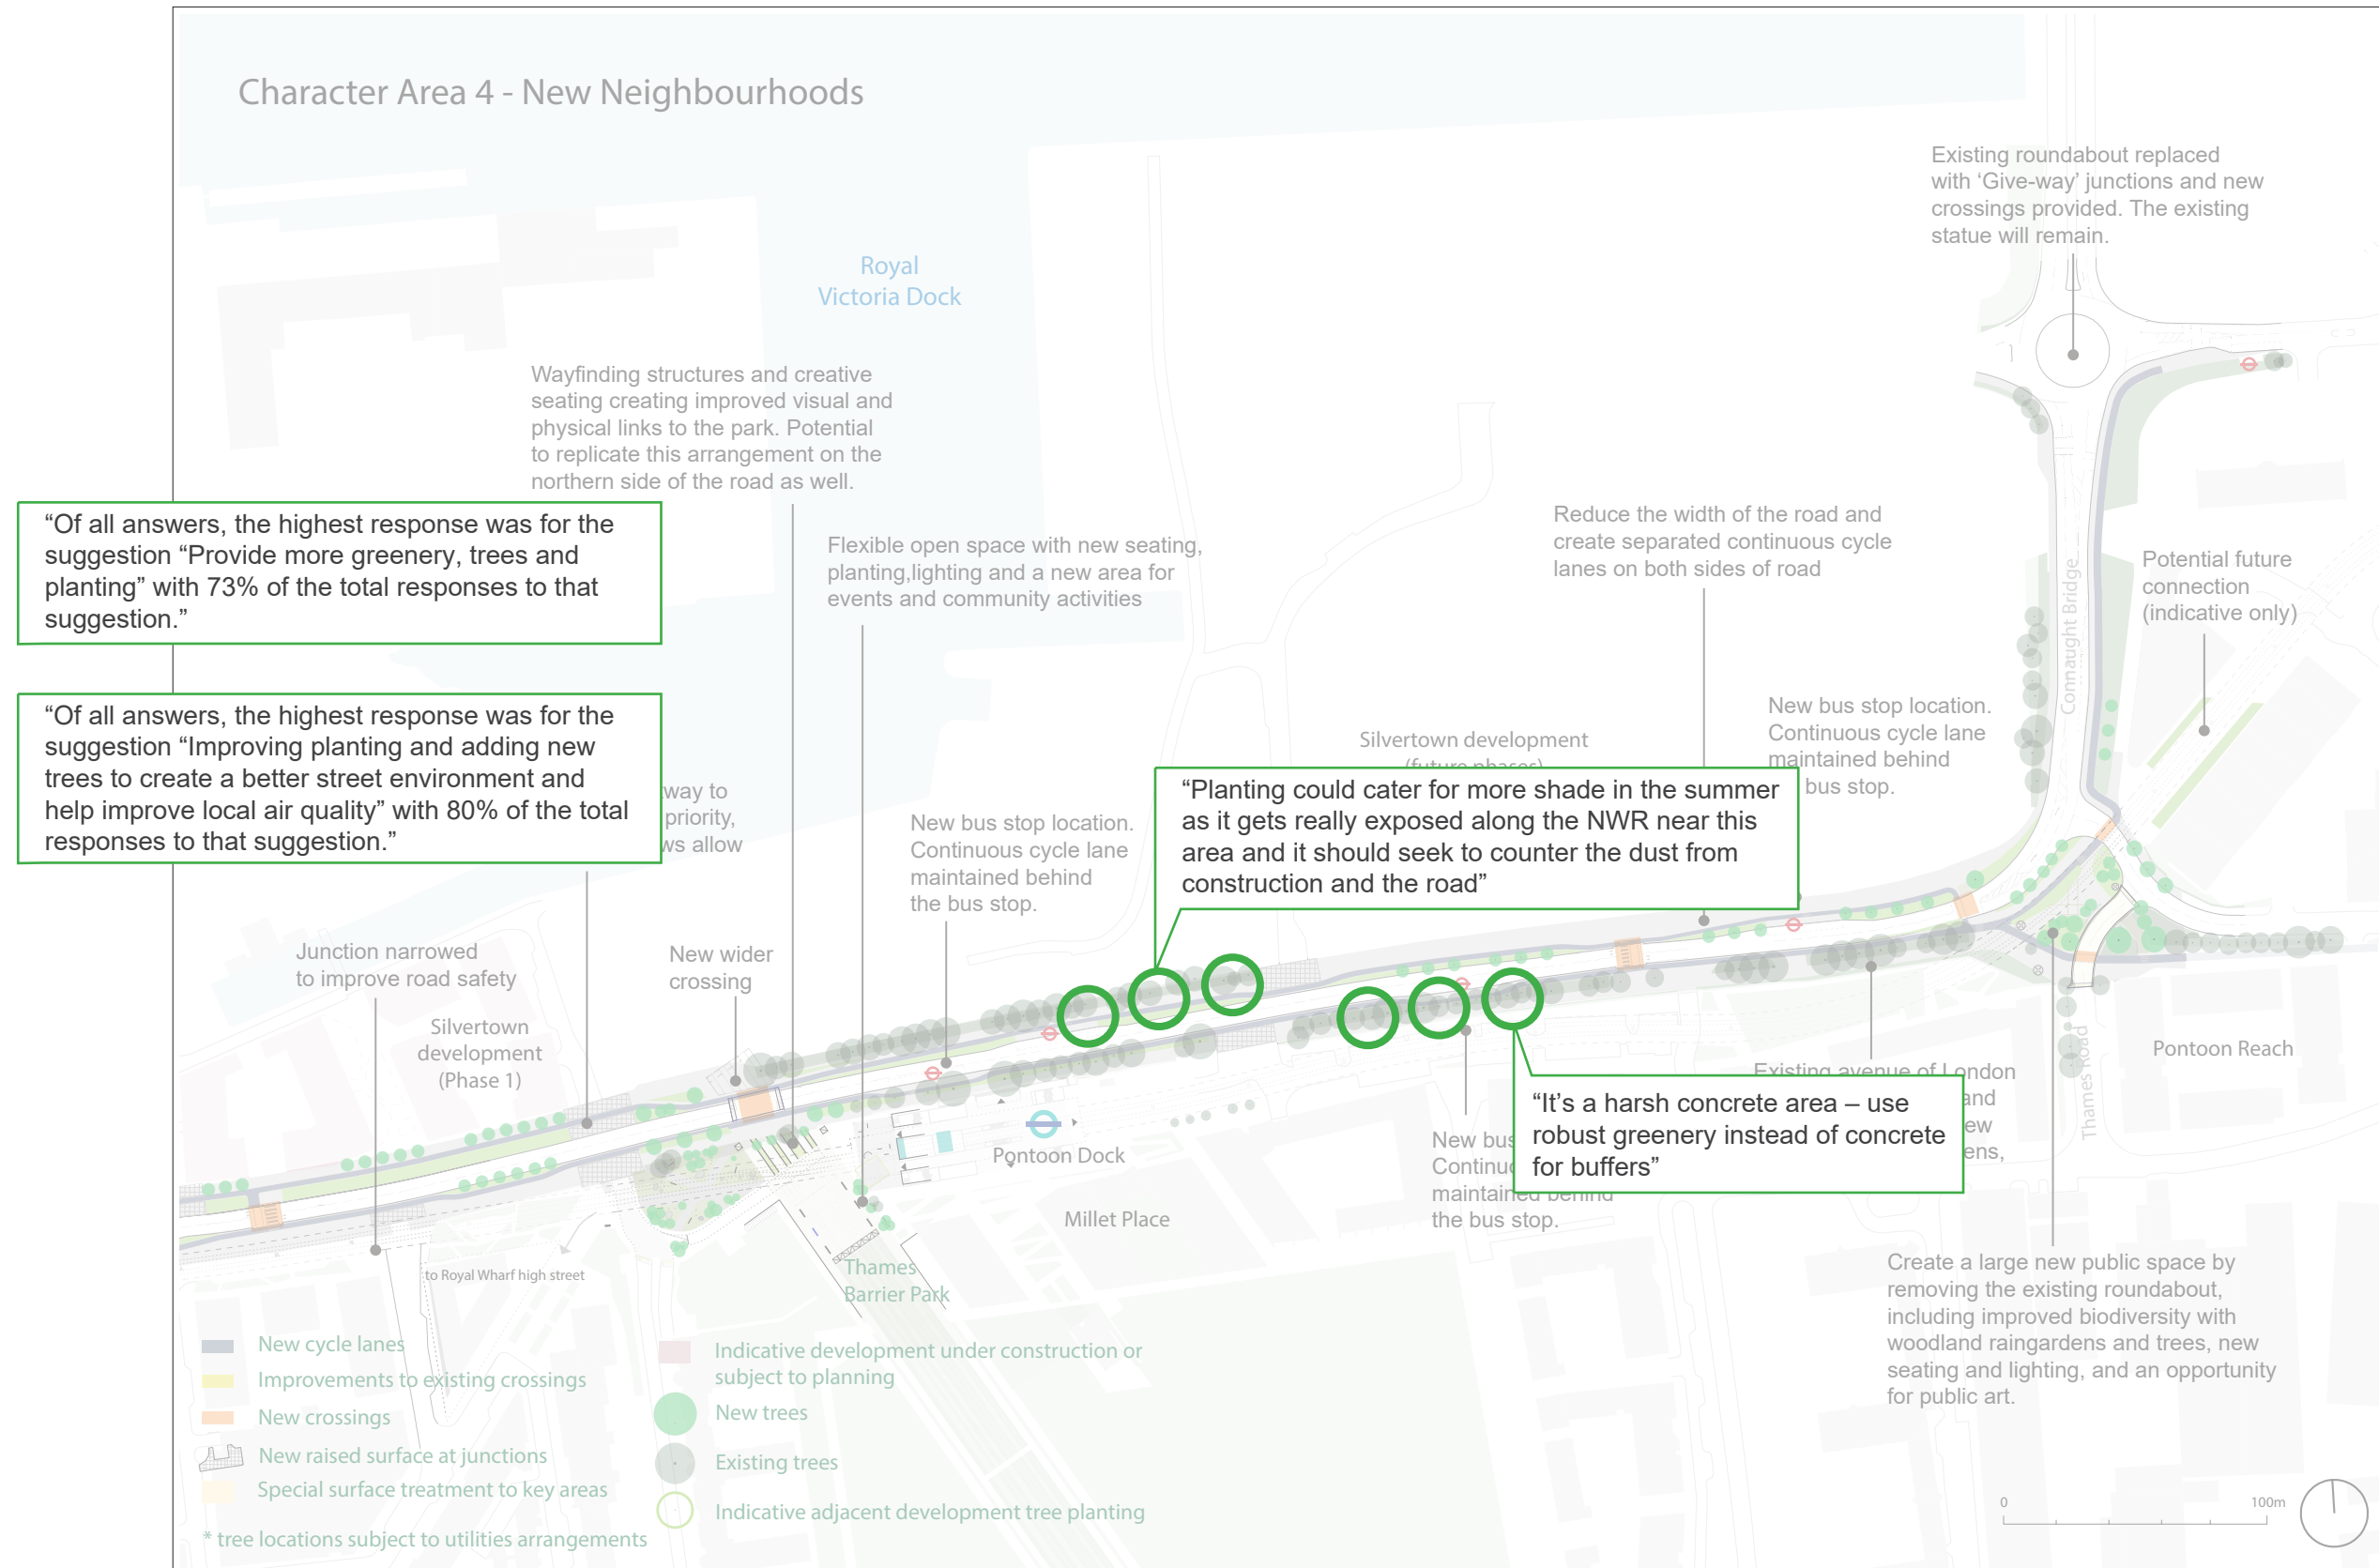 Character Area 4 - New Neighbourhoods
Existing roundabout replaced
with ‘Give-way’ junctions and new
crossings provided. The existing
statue will remain.
Royal
Victoria Dock
Wayfinding structures and creative
seating creating improved visual and
physical links to the park. Potential
to replicate this arrangement on the
northern side of the road as well.
“Of all answers, the highest response was for the
suggestion “Provide more greenery, trees and
planting” with 73% of the total responses to that
suggestion.”
Flexible open space with new seating,
planting,lighting and a new area for
events and community activities
Reduce the width of the road and
create separated continuous cycle
lanes on both sides of road
Potential future
connection
(indicative only)
Connaught Bridge
“Of all answers, the highest response was for the
suggestion “Improving planting and adding new
trees to create a better street environment and
help improve local air quality” with 80% of the total
responses to that suggestion.”
way to
priority,
ws allow
New bus stop location.
Continuous cycle lane
maintained behind
the bus stop.
Silvertown development
(future phases)
New bus stop location.
Continuous cycle lane
maintained behind
bus stop.
“Planting could cater for more shade in the summer
as it gets really exposed along the NWR near this
area and it should seek to counter the dust from
construction and the road”
Junction narrowed
to improve road safety
New wider
crossing
Silvertown
development
(Phase 1)
Pontoon Dock
Millet Place
New bus
Continuo
maintained behind
the bus stop.
Existing avenue of London
and
ew
ens,
“It’s a harsh concrete area – use
robust greenery instead of concrete
for buffers”
Thames Road
Pontoon Reach
to Royal Wharf high street
Thames
Barrier Park
Create a large new public space by
removing the existing roundabout,
including improved biodiversity with
woodland raingardens and trees, new
seating and lighting, and an opportunity
for public art.
New cycle lanes
Improvements to existing crossings
New crossings
New raised surface at junctions
Special surface treatment to key areas
* tree locations subject to utilities arrangements
Indicative development under construction or
subject to planning
New trees
Existing trees
Indicative adjacent development tree planting
0 100m